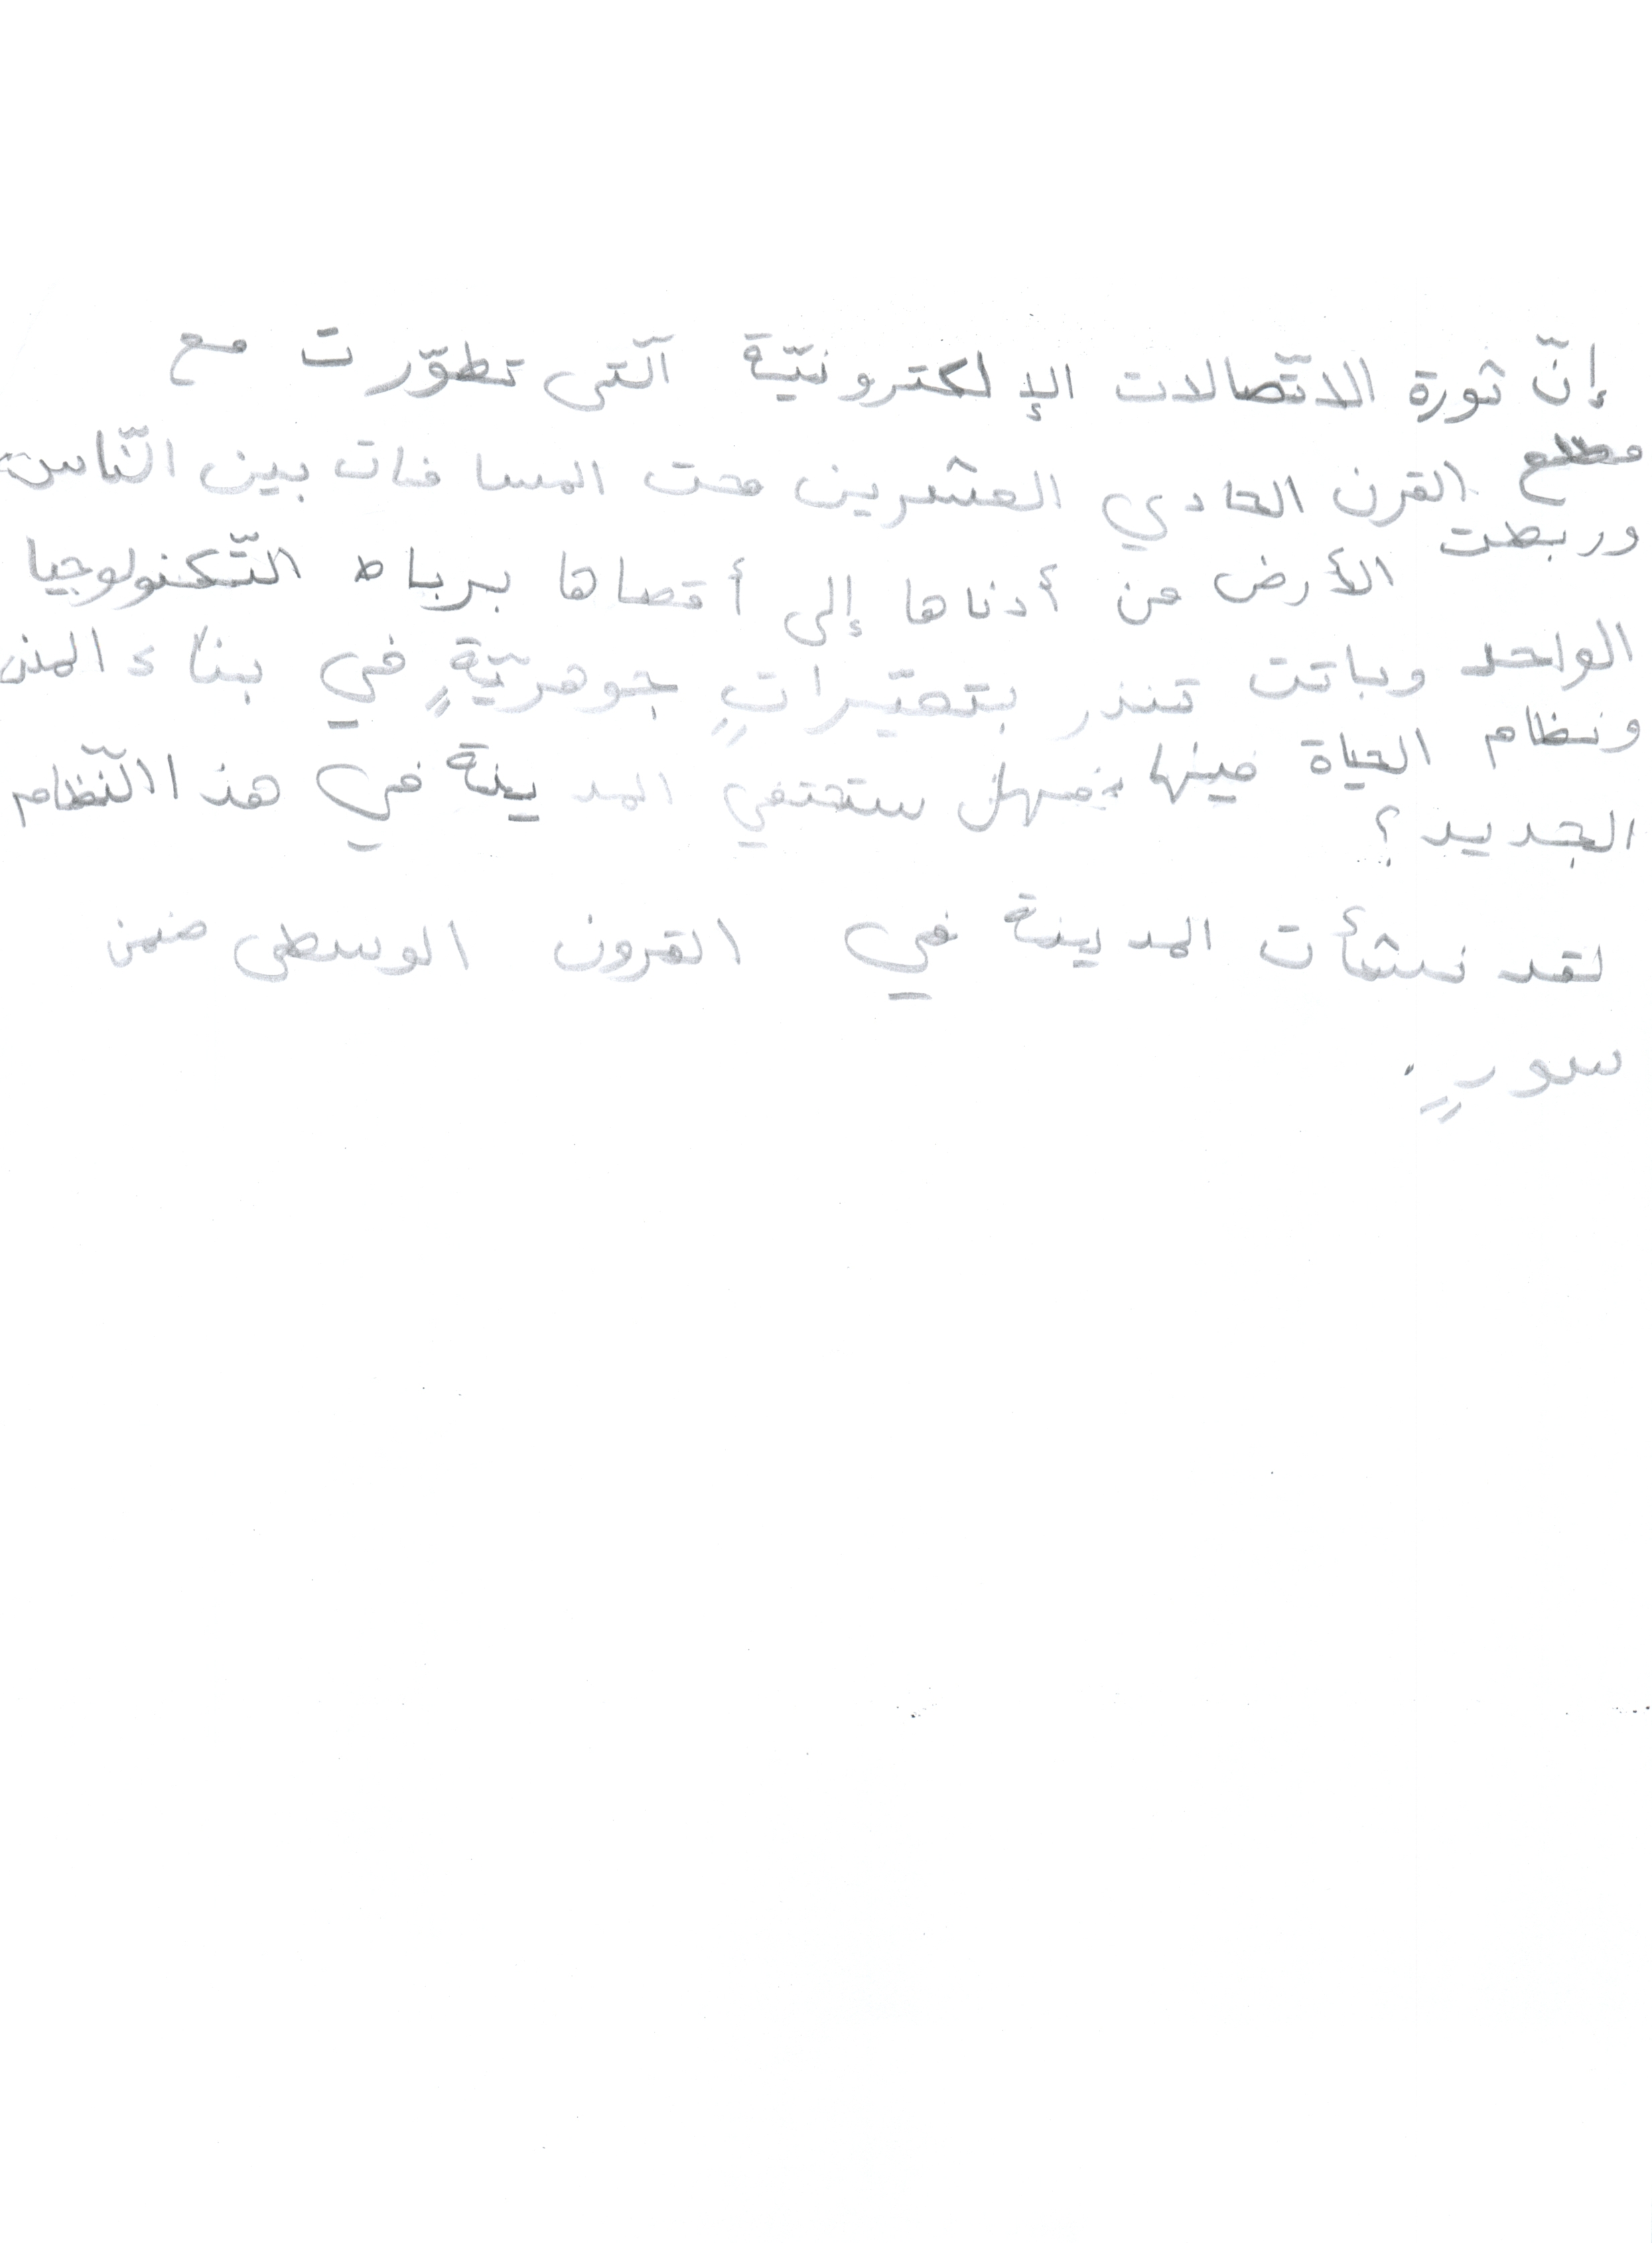 إنّ ثورة الاتّصالات الإلكترونيّة الّتى تطوّرت مع
مطلع القرن الحادي العشرين محت المسافات بين النّاس
وربطت الأرض من أدناها إلى أقصاها برباط التّكنولوجيا
الواحد وباتت تنذر بتغيّراتٍ جوهريّةٍ في بناء المدن
ونظام الحياة فيها فهل ستختفي المدينة في هذا النّظام
الجديد؟
لقد نشأت المدينة في القرون الوسطى ضمن
سورٍ.